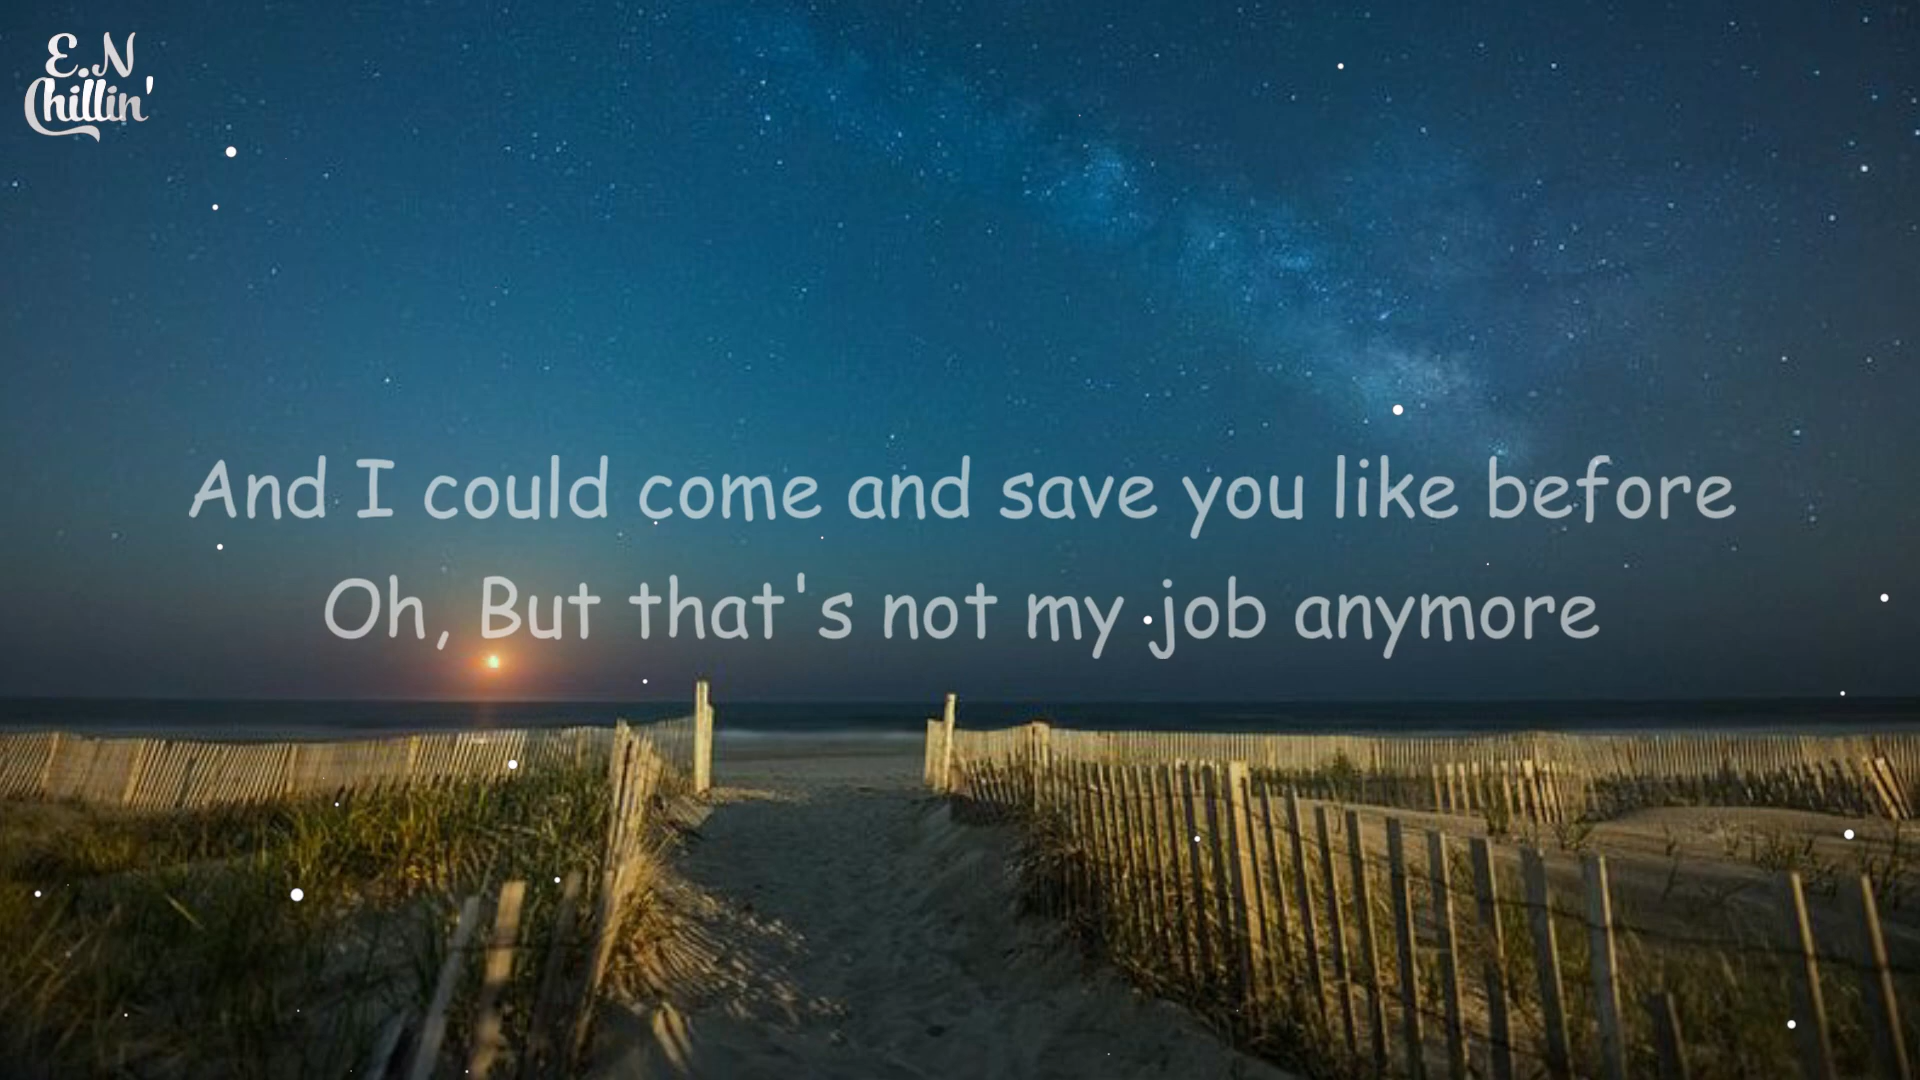 E.N
Chillin'
And I could come and save you like before
Oh, But that's not my job anymore